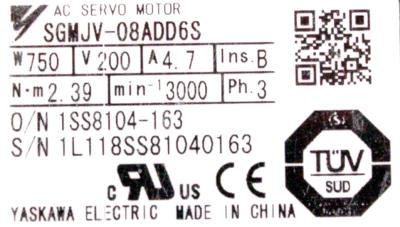 AC SERVO MOTOR
SGMJV-08ADD6S
W 750 V 200 A 4.7 Ins. B
N·m 2.39 min⁻¹ 3000 Ph. 3
O/N 1SS8104-163
S/N 1L118SS81040163
c RU US CE
TÜV
SUD
YASKAWA ELECTRIC MADE IN CHINA